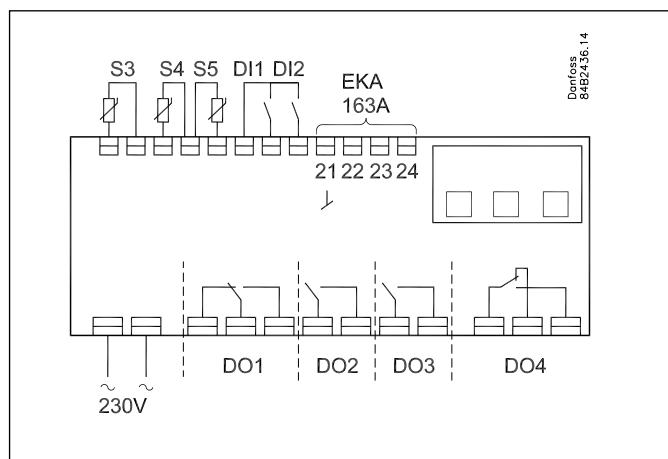 S3 S4 S5 DI1 DI2
EKA
163A
Danfoss
84B2436.14
21 22 23 24
DO1 DO2 DO3 DO4
~ ~
230V